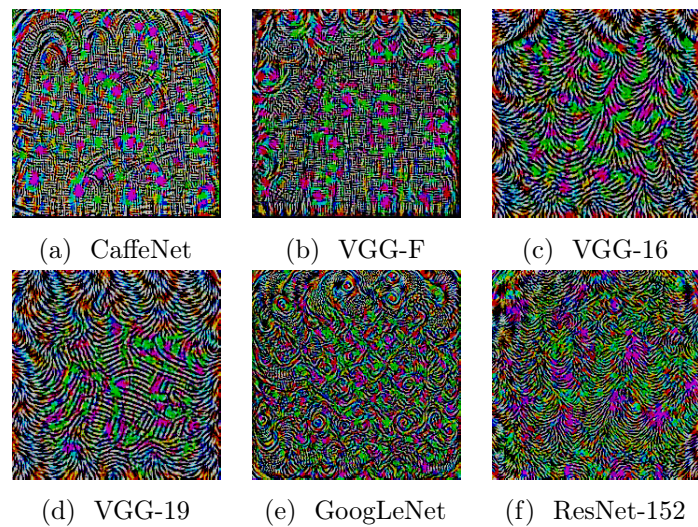 (a) CaffeNet
(b) VGG-F
(c) VGG-16
(d) VGG-19
(e) GoogLeNet
(f) ResNet-152